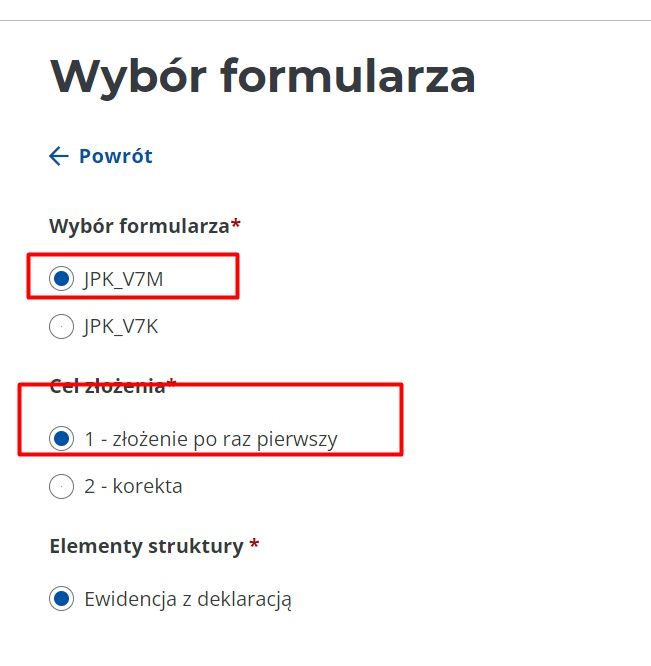 Wybór formularza
Powrót
Wybór formularza*
JPK_V7M
JPK_V7K
Cel złożenia*
1 - złożenie po raz pierwszy
2 - korekta
Elementy struktury *
Ewidencja z deklaracją